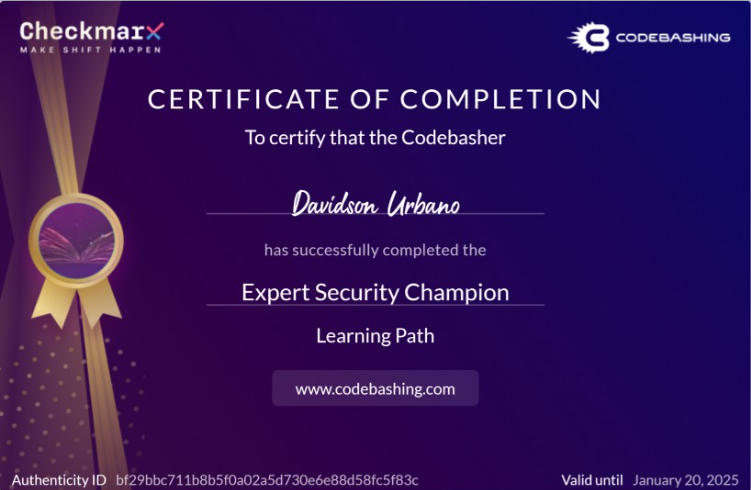 Checkmarx
MAKE SHIFT HAPPEN
CODEBASHING
CERTIFICATE OF COMPLETION
To certify that the Codebasher
Davidson Urbano
has successfully completed the
Expert Security Champion
Learning Path
www.codebashing.com
Authenticity ID bf29bbc711b8b5f0a02a5d730e6e88d58fc5f83c
Valid until January 20, 2025